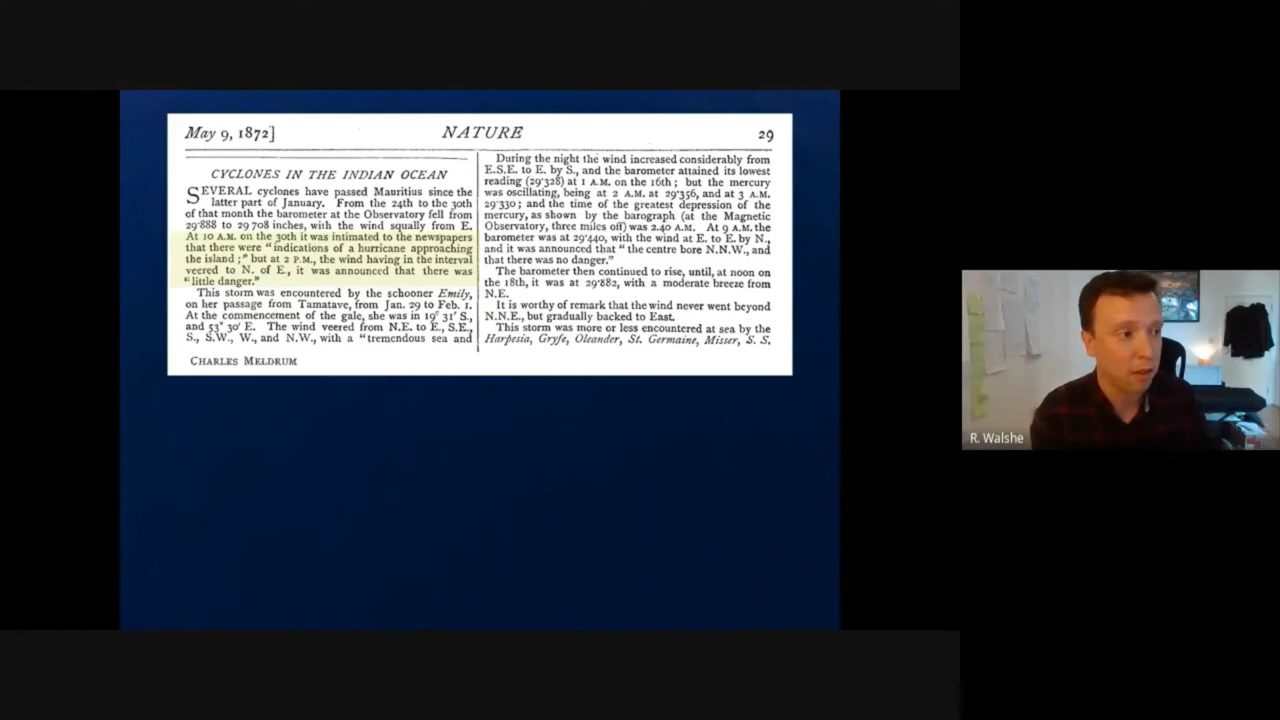 May 9, 1872]
NATURE
29
CYCLONES IN THE INDIAN OCEAN
SEVERAL cyclones have passed Mauritius since the
latter part of January. From the 24th to the 30th
of that month the barometer at the Observatory fell from
29·888 to 29 708 inches, with the wind squally from E.
At 10 A.M. on the 30th it was intimated to the newspapers
that there were "indications of a hurricane approaching
the island;" but at 2 P.M., the wind having in the interval
veered to N. of E., it was announced that there was
"little danger."
This storm was encountered by the schooner Emily,
on her passage from Tamatave, from Jan. 29 to Feb. 1.
At the commencement of the gale, she was in 19° 31' S.,
and 53° 30' E. The wind veered from N.E. to E., S.E.,
S., S.W., W., and N.W., with a "tremendous sea and
During the night the wind increased considerably from
E.S.E. to E. by S., and the barometer attained its lowest
reading (29·328) at 1 A.M. on the 16th; but the mercury
was oscillating, being at 2 A.M. at 29·356, and at 3 A.M.
29·330; and the time of the greatest depression of the
mercury, as shown by the barograph (at the Magnetic
Observatory, three miles off) was 2.40 A.M. At 9 A.M. the
barometer was at 29·440, with the wind at E. to E. by N.,
and it was announced that "the centre bore N.N.W., and
that there was no danger."
The barometer then continued to rise, until, at noon on
the 18th, it was at 29·882, with a moderate breeze from
N.E.
It is worthy of remark that the wind never went beyond
N.N.E., but gradually backed to East.
This storm was more or less encountered at sea by the
Harpesia, Gryfe, Oleander, St. Germaine, Misser, S. S.
CHARLES MELDRUM
R. Walshe